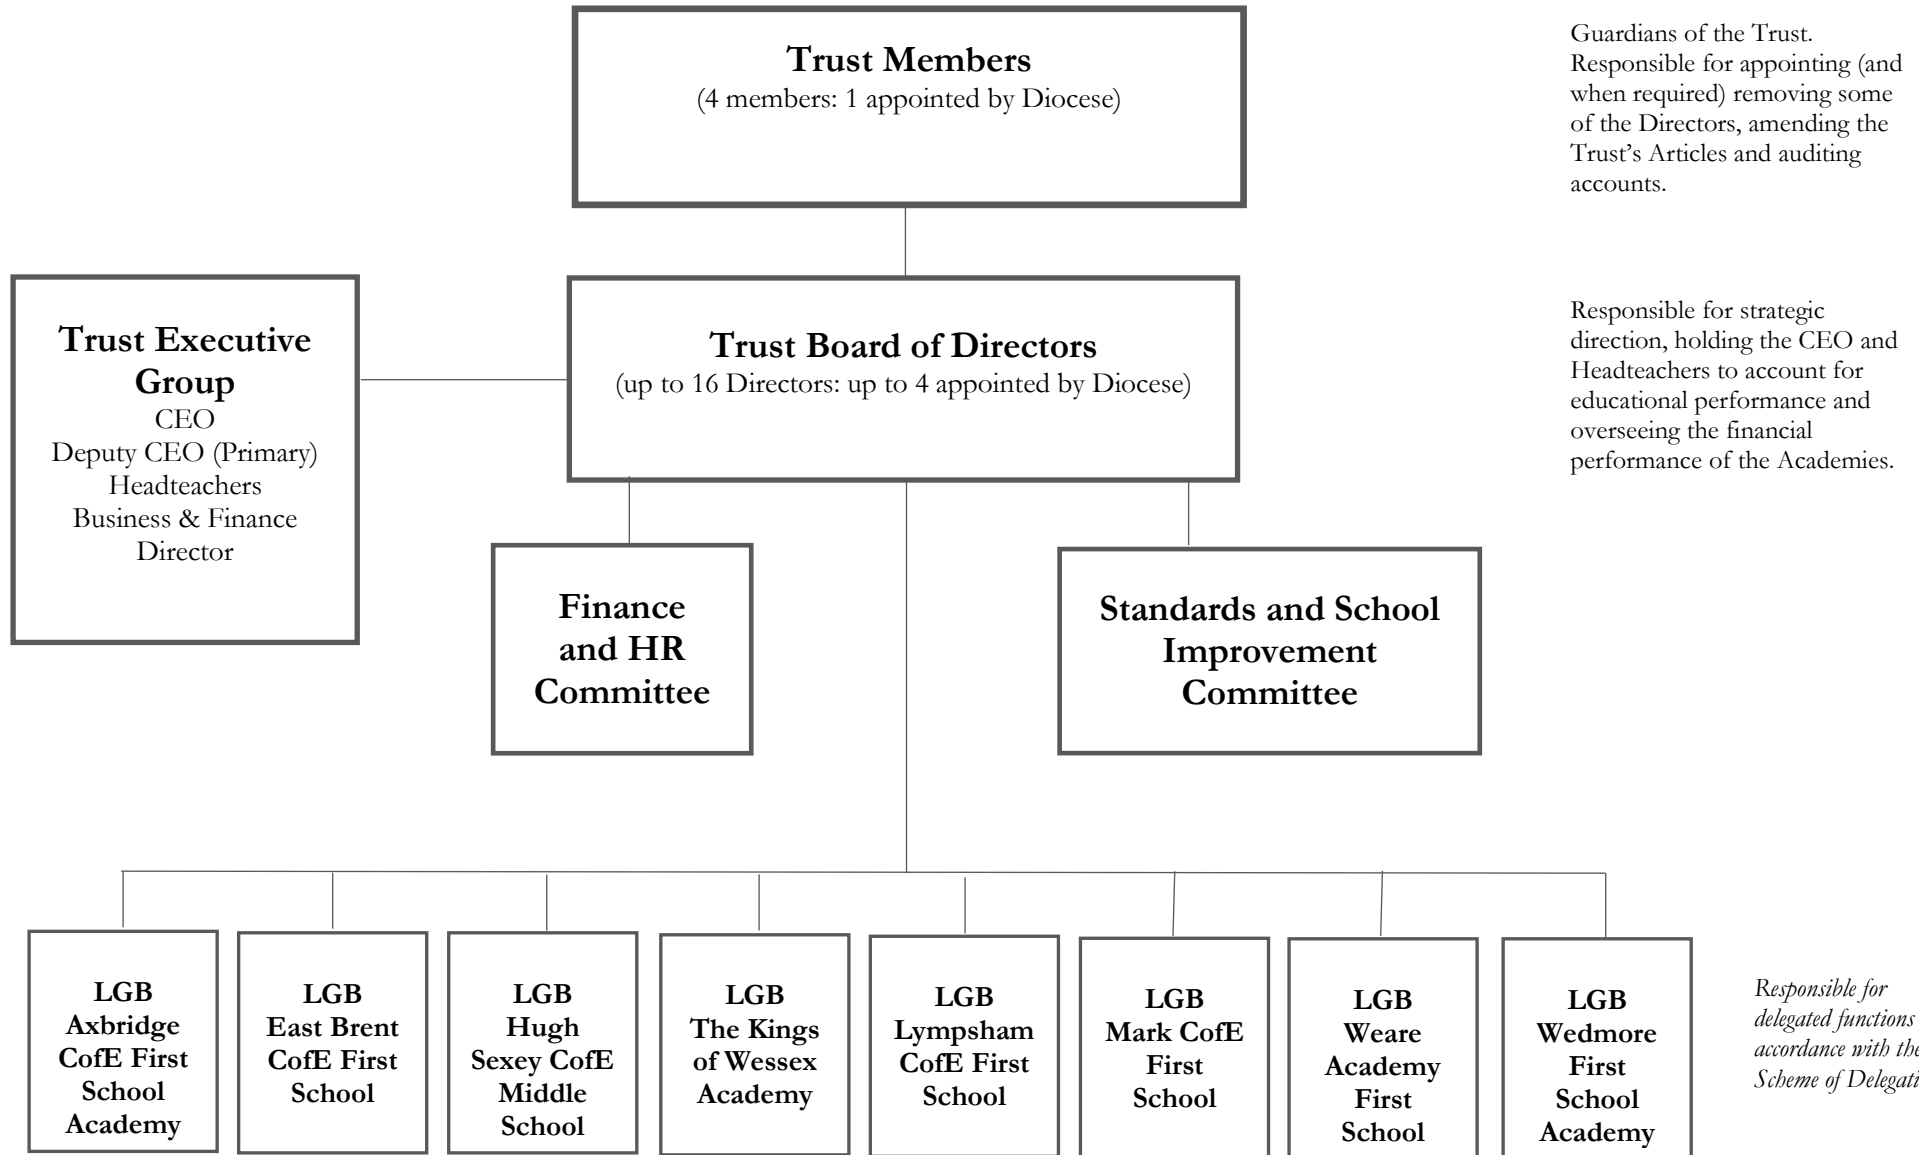 Trust Members
(4 members: 1 appointed by Diocese)
Guardians of the Trust.
Responsible for appointing (and
when required) removing some
of the Directors, amending the
Trust’s Articles and auditing
accounts.
Trust Executive
Group
CEO
Deputy CEO (Primary)
Headteachers
Business & Finance
Director
Trust Board of Directors
(up to 16 Directors: up to 4 appointed by Diocese)
Responsible for strategic
direction, holding the CEO and
Headteachers to account for
educational performance and
overseeing the financial
performance of the Academies.
Finance
and HR
Committee
Standards and School
Improvement
Committee
LGB
Axbridge
CofE First
School
Academy
LGB
East Brent
CofE First
School
LGB
Hugh
Sexey CofE
Middle
School
LGB
The Kings
of Wessex
Academy
LGB
Lympsham
CofE First
School
LGB
Mark CofE
First
School
LGB
Weare
Academy
First
School
LGB
Wedmore
First
School
Academy
Responsible for
delegated functions
accordance with the
Scheme of